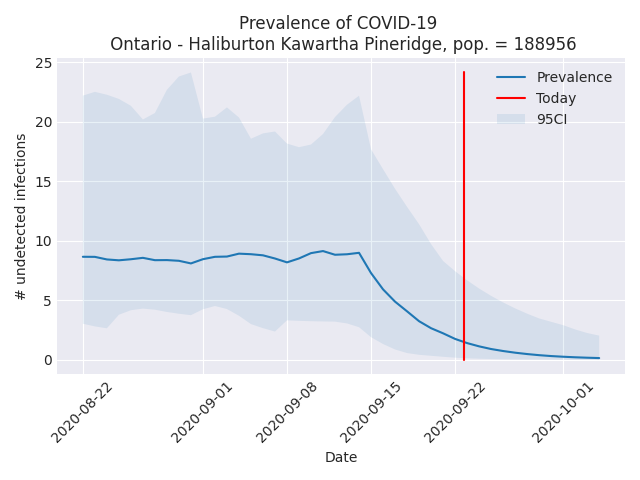 Prevalence of COVID-19
Ontario - Haliburton Kawartha Pineridge, pop. = 188956
25
20
15
10
5
0
# undetected infections
Prevalence
Today
95CI
2020-08-22
2020-09-01
2020-09-08
2020-09-15
2020-09-22
2020-10-01
Date